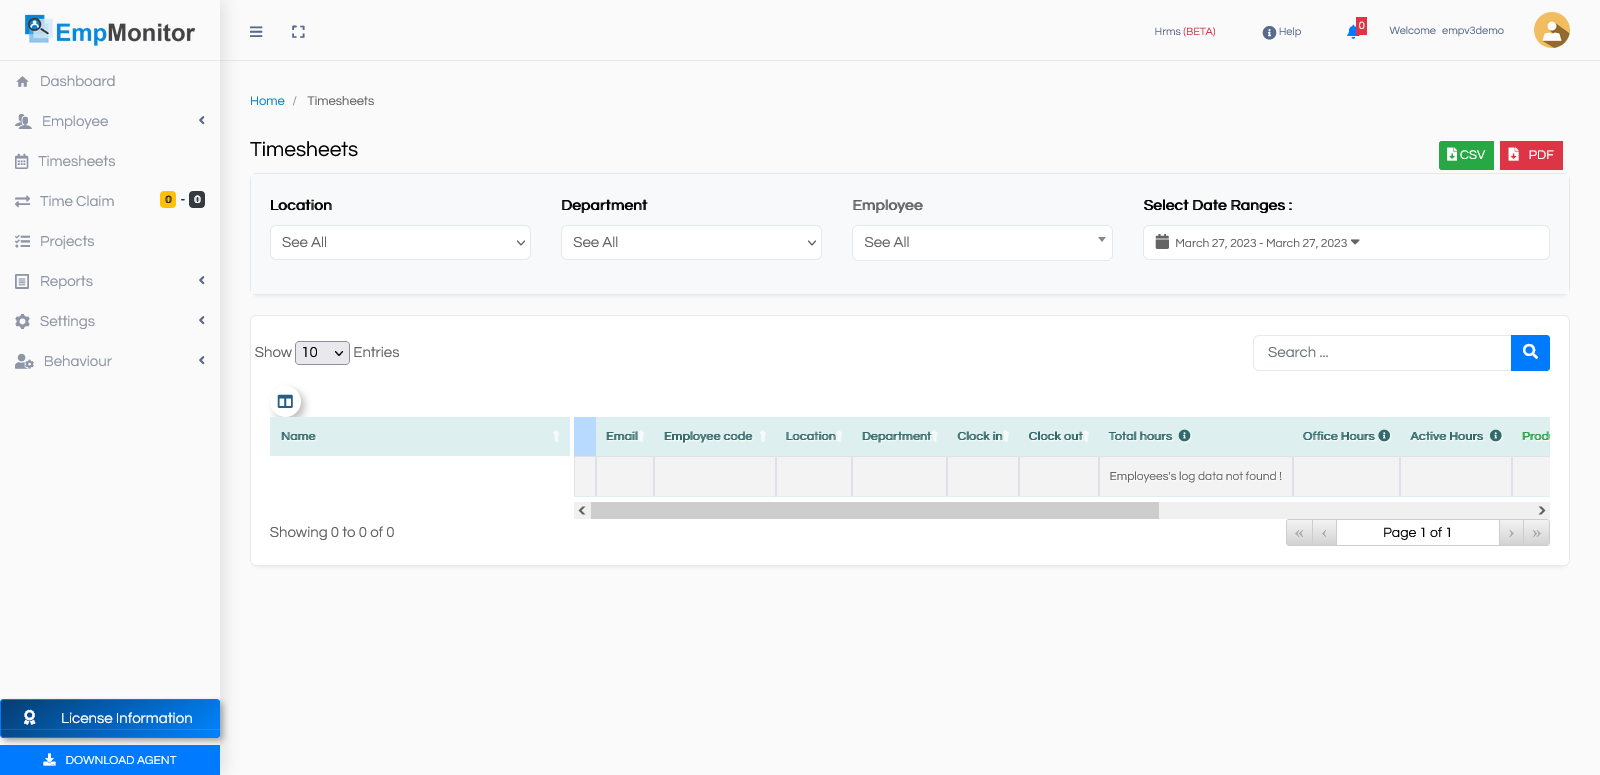 EmpMonitor
Hrms (BETA)
Help
0
Welcome empv3demo
Dashboard
Employee
Timesheets
Time Claim 0 - 0
Projects
Reports
Settings
Behaviour
License Information
DOWNLOAD AGENT
Home / Timesheets
Timesheets
CSV
PDF
Location
Department
Employee
Select Date Ranges :
See All
See All
See All
March 27, 2023 - March 27, 2023
Show 10 Entries
Search ...
Name
Email
Employee code
Location
Department
Clock in
Clock out
Total hours
Office Hours
Active Hours
Produ
Employees's log data not found !
Showing 0 to 0 of 0
« ‹ Page 1 of 1 › »